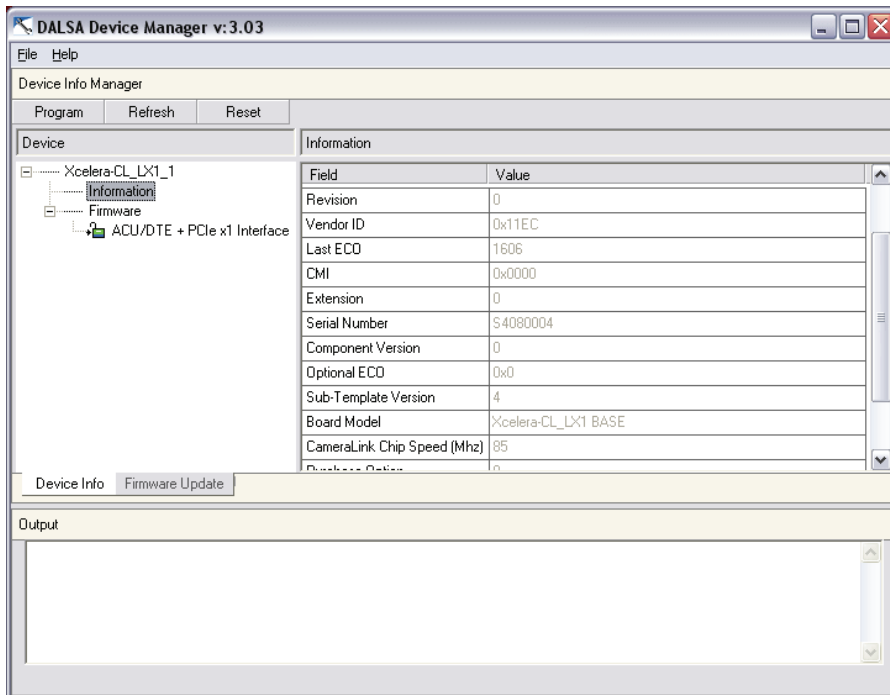 DALSA Device Manager v:3.03
File Help
Device Info Manager
Program Refresh Reset
Device Information
Xcelera-CL_LX1_1
Information
Firmware
ACU/DTE + PCIe x1 Interface
Field Value
Revision 0
Vendor ID 0x11EC
Last ECO 1606
CMI 0x0000
Extension 0
Serial Number S4080004
Component Version 0
Optional ECO 0x0
Sub-Template Version 4
Board Model Xcelera-CL_LX1 BASE
CameraLink Chip Speed (Mhz) 85
Device Info Firmware Update
Output